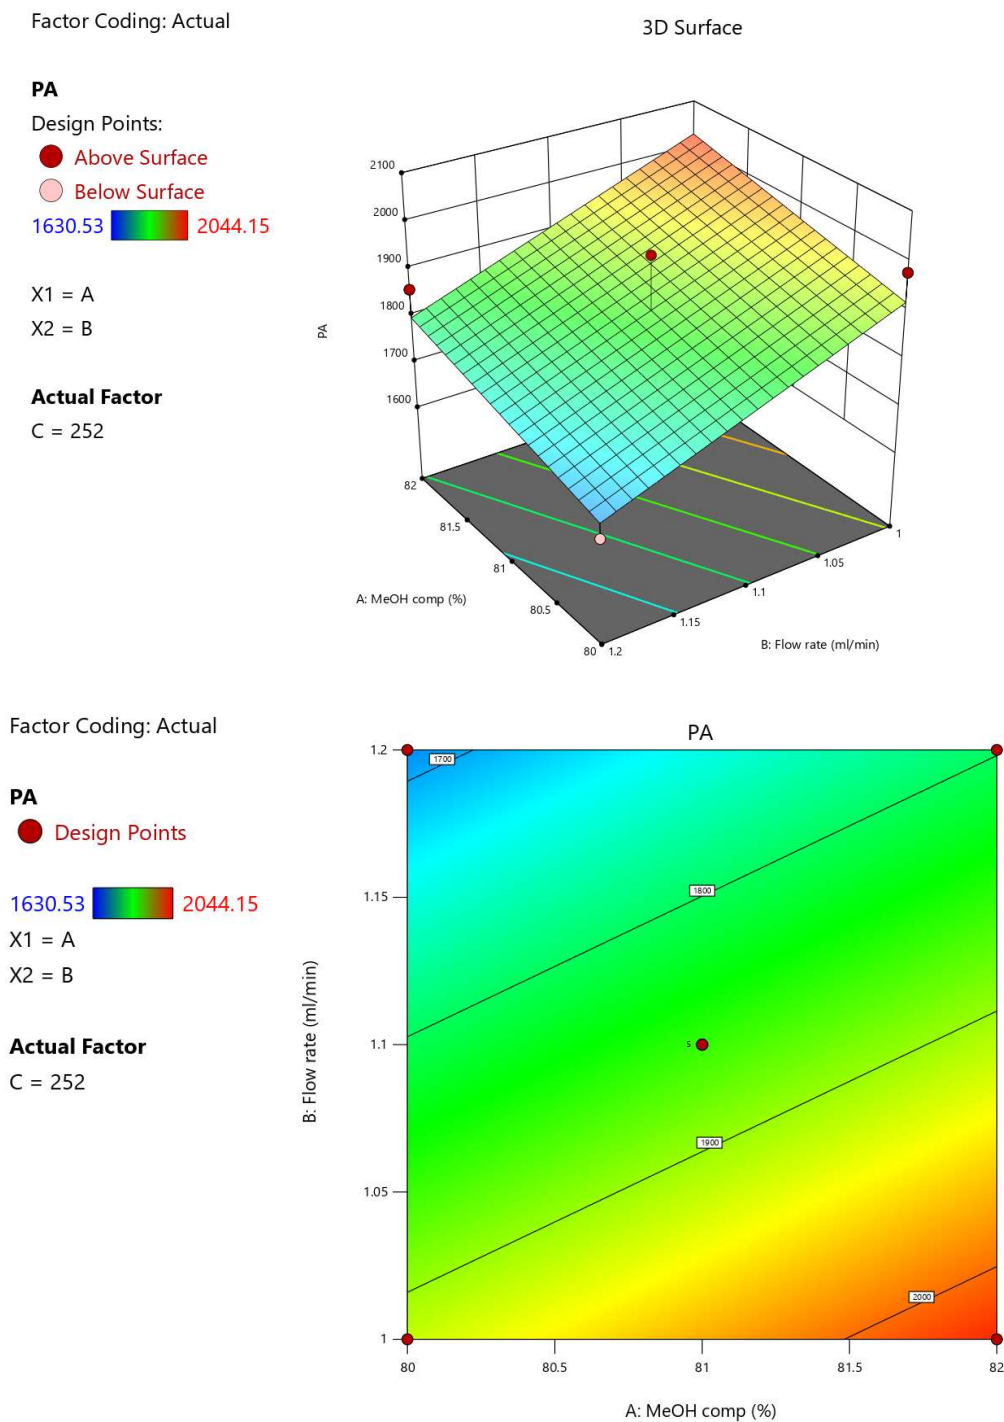 Factor Coding: Actual
3D Surface
PA
Design Points:
Above Surface
Below Surface
1630.53 2044.15
X1 = A
X2 = B
Actual Factor
C = 252
2100
2000
1900
1800
1700
1600
PA
82
81.5
81
80.5
80
A: MeOH comp (%)
1.2
1.15
1.1
1.05
1
B: Flow rate (ml/min)
Factor Coding: Actual
PA
PA
Design Points
1630.53 2044.15
X1 = A
X2 = B
Actual Factor
C = 252
1.2
1.15
1.1
1.05
1
B: Flow rate (ml/min)
1700
1800
5
1900
2000
80 80.5 81 81.5 82
A: MeOH comp (%)